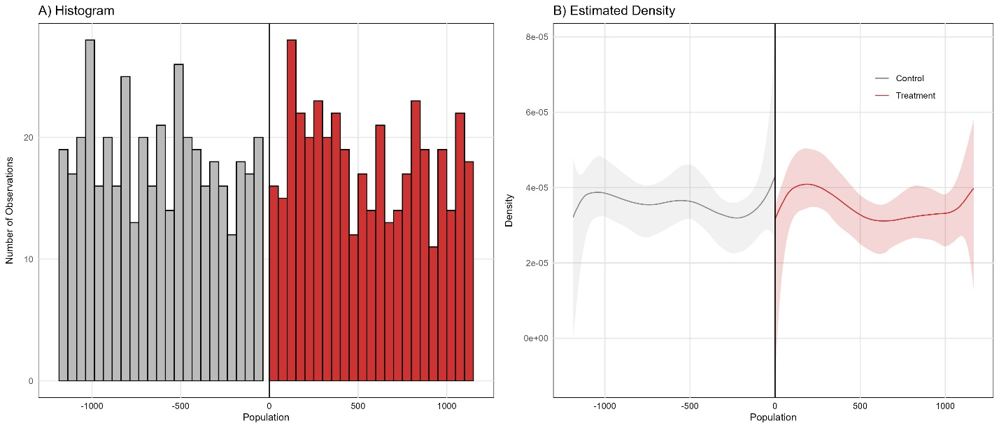 A) Histogram
Number of Observations
20
10
0
-1000
-500
0
500
1000
Population
B) Estimated Density
Density
8e-05
6e-05
4e-05
2e-05
0e+00
Control
Treatment
-1000
-500
0
500
1000
Population